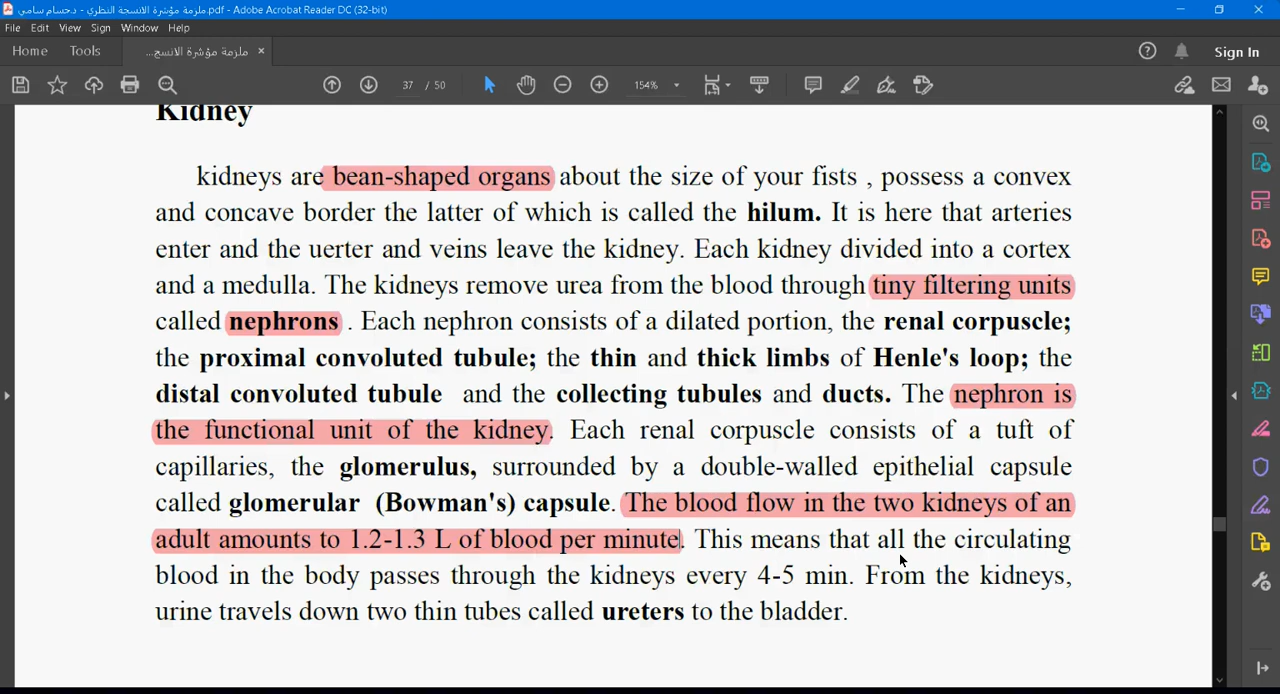 ملزمة مؤشرة الانسجة النظري - د.حسام سامي.pdf - Adobe Acrobat Reader DC (32-bit)
File Edit View Sign Window Help
Home Tools ملزمة مؤشرة الانسج... × Sign In
37 / 50 154%
Kidney
kidneys are bean-shaped organs about the size of your fists , possess a convex
and concave border the latter of which is called the hilum. It is here that arteries
enter and the uerter and veins leave the kidney. Each kidney divided into a cortex
and a medulla. The kidneys remove urea from the blood through tiny filtering units
called nephrons . Each nephron consists of a dilated portion, the renal corpuscle;
the proximal convoluted tubule; the thin and thick limbs of Henle's loop; the
distal convoluted tubule and the collecting tubules and ducts. The nephron is
the functional unit of the kidney. Each renal corpuscle consists of a tuft of
capillaries, the glomerulus, surrounded by a double-walled epithelial capsule
called glomerular (Bowman's) capsule. The blood flow in the two kidneys of an
adult amounts to 1.2-1.3 L of blood per minute. This means that all the circulating
blood in the body passes through the kidneys every 4-5 min. From the kidneys,
urine travels down two thin tubes called ureters to the bladder.